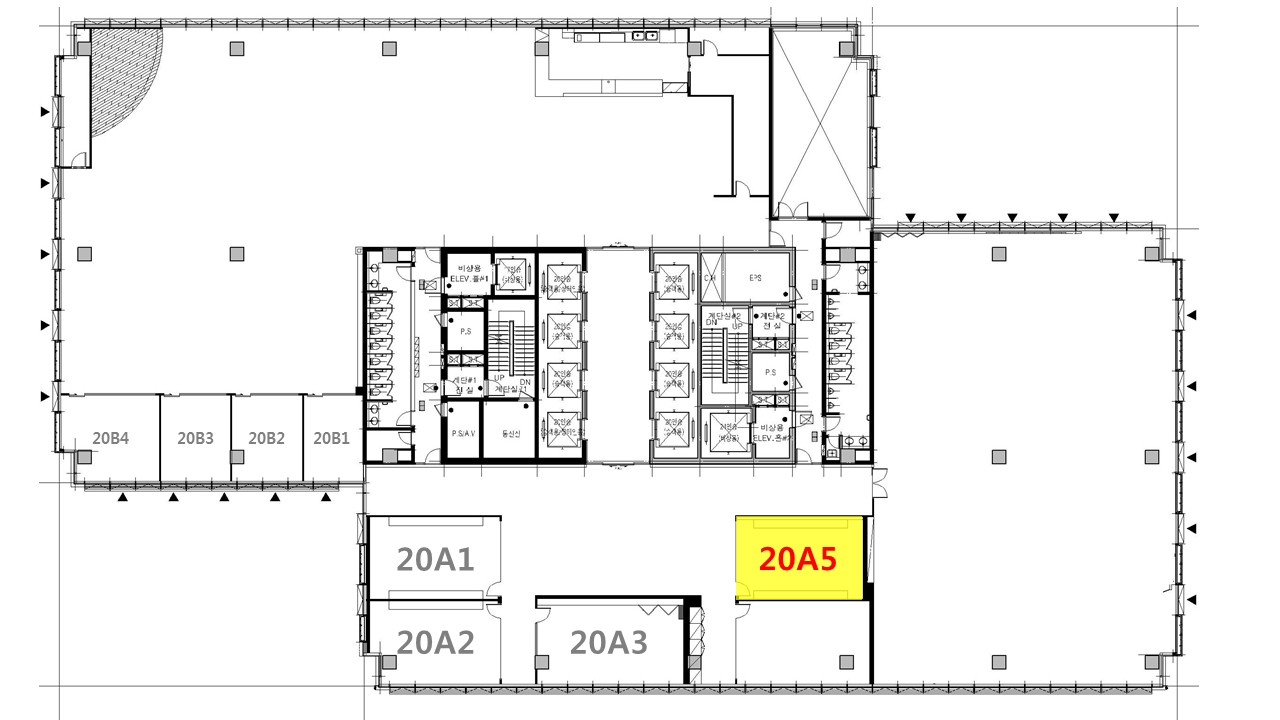 비상용
ELEV.홀#1
EPS
P.S
계단실#2
DN
UP
계단#2
전 실
계단#1
전 실
UP
DN
계단실#1
P.S
P.S/A.V
통신실
비상용
ELEV.홀#2
20B4
20B3
20B2
20B1
20A1
20A5
20A2
20A3